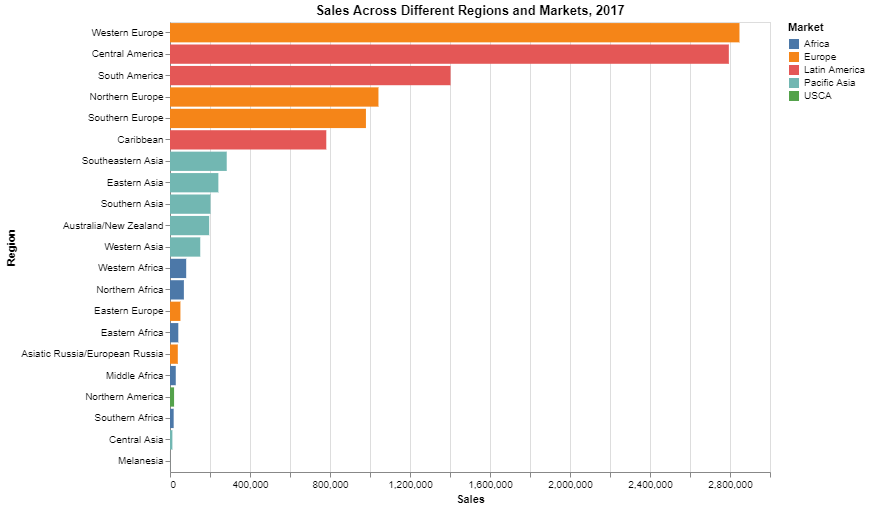 Sales Across Different Regions and Markets, 2017
Western Europe
Central America
South America
Northern Europe
Southern Europe
Caribbean
Southeastern Asia
Eastern Asia
Southern Asia
Australia/New Zealand
Western Asia
Western Africa
Northern Africa
Eastern Europe
Eastern Africa
Asiatic Russia/European Russia
Middle Africa
Northern America
Southern Africa
Central Asia
Melanesia
Region
0 400,000 800,000 1,200,000 1,600,000 2,000,000 2,400,000 2,800,000
Sales
Market
Africa
Europe
Latin America
Pacific Asia
USCA